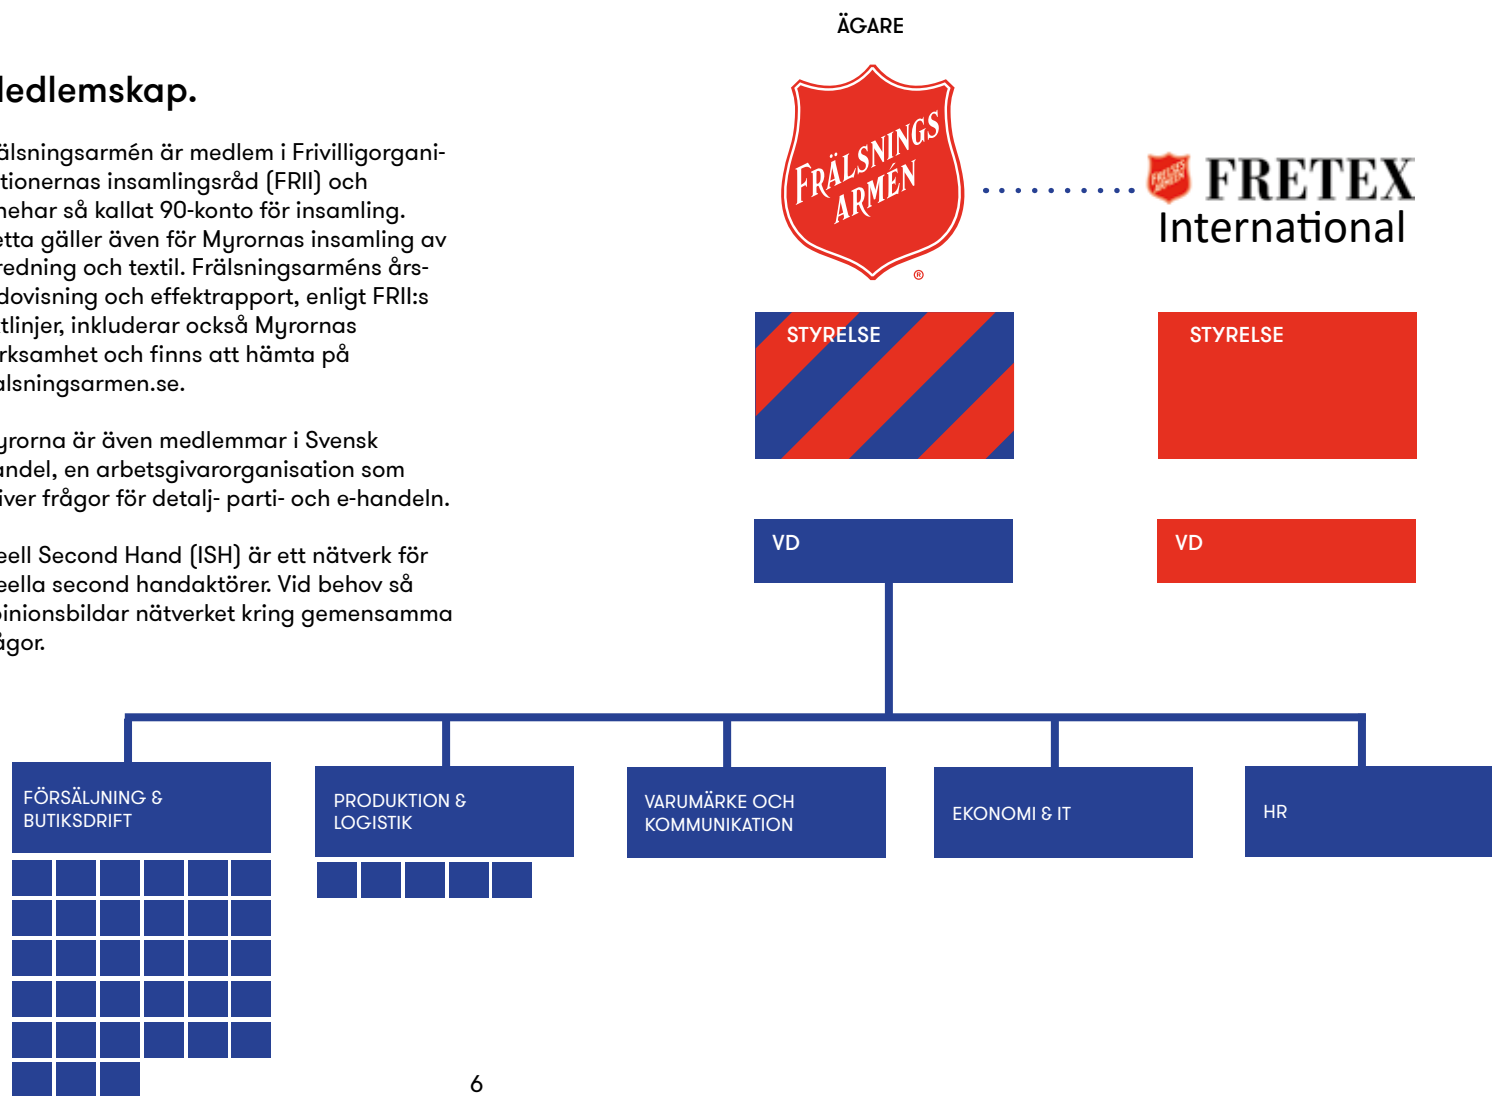 ledlemskap.
älsningsarmén är medlem i Frivilligorgani-
tionernas insamlingsråd (FRII) och
nehar så kallat 90-konto för insamling.
etta gäller även för Myrornas insamling av
redning och textil. Frälsningsarméns års-
dovisning och effektrapport, enligt FRII:s
tlinjer, inkluderar också Myrornas
rksamhet och finns att hämta på
alsningsarmen.se.
yrorna är även medlemmar i Svensk
andel, en arbetsgivarorganisation som
iver frågor för detalj- parti- och e-handeln.
eell Second Hand (ISH) är ett nätverk för
eella second handaktörer. Vid behov så
inionsbildar nätverket kring gemensamma
ågor.
ÄGARE
FRÄLSNINGS
ARMÉN
®
FRELSES
ARMEEN
FRETEX
International
STYRELSE
STYRELSE
VD
VD
FÖRSÄLJNING &
BUTIKSDRIFT
PRODUKTION &
LOGISTIK
VARUMÄRKE OCH
KOMMUNIKATION
EKONOMI & IT
HR
6